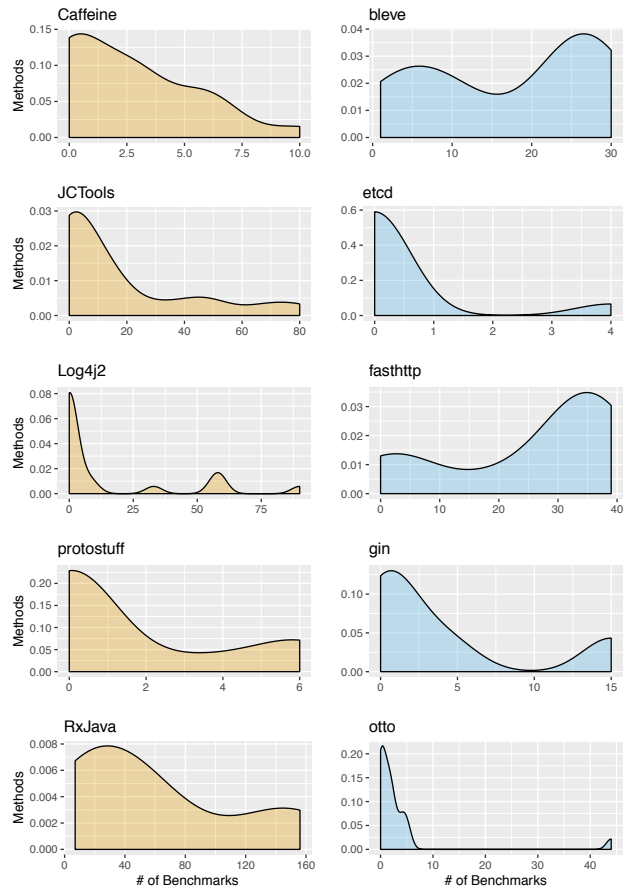 Caffeine
bleve
Methods
0.15
0.10
0.05
0.00
0.0 2.5 5.0 7.5 10.0
0.04
0.03
0.02
0.01
0.00
0 10 20 30
JCTools
etcd
Methods
0.03
0.02
0.01
0.00
0 20 40 60 80
0.6
0.4
0.2
0.0
0 1 2 3 4
Log4j2
fasthttp
Methods
0.08
0.06
0.04
0.02
0.00
0 25 50 75
0.03
0.02
0.01
0.00
0 10 20 30 40
protostuff
gin
Methods
0.20
0.15
0.10
0.05
0.00
0 2 4 6
0.10
0.05
0.00
0 5 10 15
RxJava
otto
Methods
0.008
0.006
0.004
0.002
0.000
0 40 80 120 160
# of Benchmarks
0.20
0.15
0.10
0.05
0.00
0 10 20 30 40
# of Benchmarks